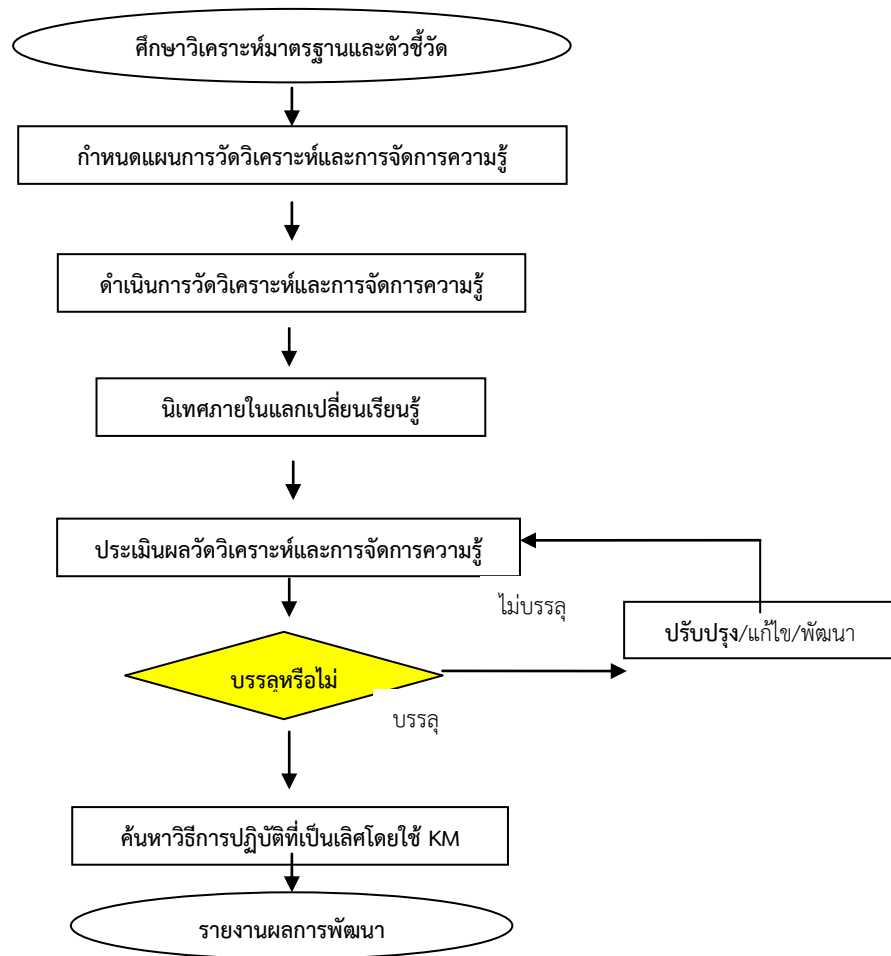 ศึกษาวิเคราะห์มาตรฐานและตัวชี้วัด
กำหนดแผนการวัดวิเคราะห์และการจัดการความรู้
ดำเนินการวัดวิเคราะห์และการจัดการความรู้
นิเทศภายในแลกเปลี่ยนเรียนรู้
ประเมินผลวัดวิเคราะห์และการจัดการความรู้
ไม่บรรลุ
ปรับปรุง/แก้ไข/พัฒนา
บรรลุหรือไม่
บรรลุ
ค้นหาวิธีการปฏิบัติที่เป็นเลิศโดยใช้ KM
รายงานผลการพัฒนา